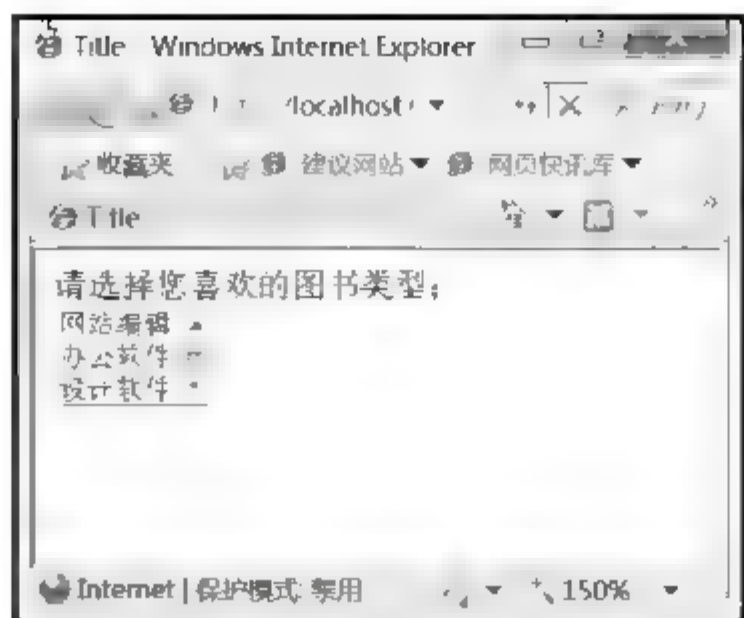 Title Windows Internet Explorer
localhost
收藏夹 建议网站 网页快讯库
Title
请选择您喜欢的图书类型:
网站编辑
办公软件
设计软件
Internet | 保护模式: 禁用 150%